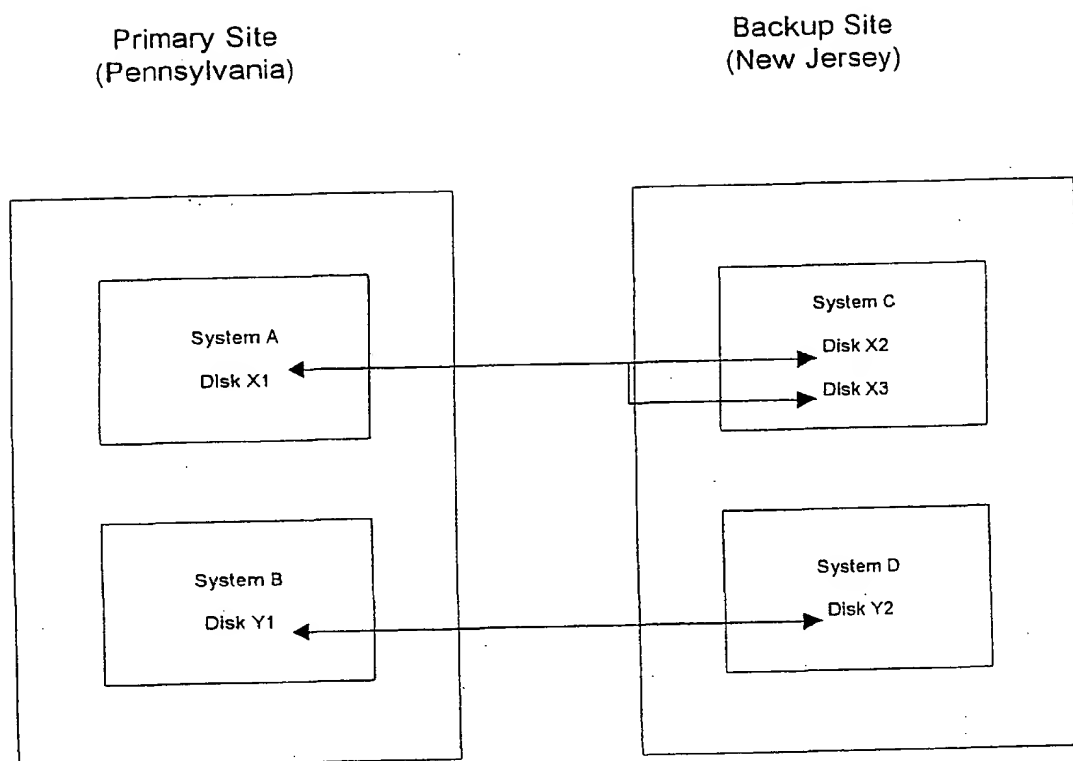 Primary Site
(Pennsylvania)
Backup Site
(New Jersey)
System A
Disk X1
System C
Disk X2
Disk X3
System B
Disk Y1
System D
Disk Y2